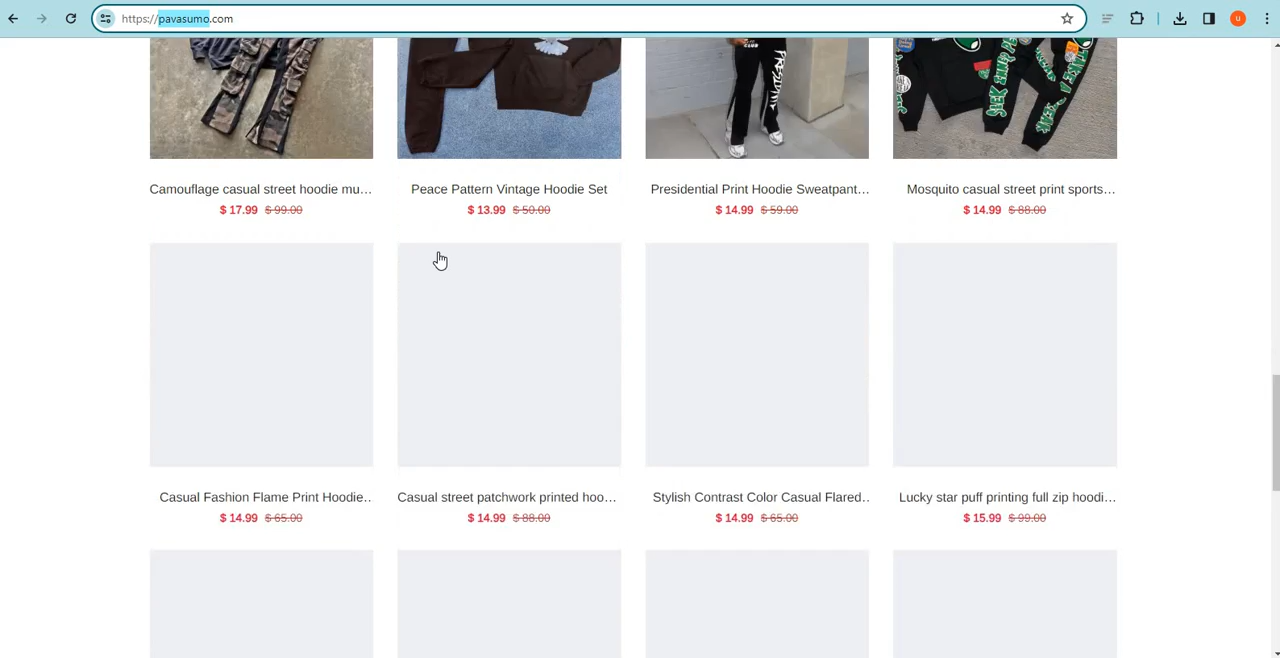 https://pavasumo.com
CLUB
SEEK
Camouflage casual street hoodie mu...
Peace Pattern Vintage Hoodie Set
Presidential Print Hoodie Sweatpant...
Mosquito casual street print sports...
$ 17.99 $ 99.00
$ 13.99 $ 50.00
$ 14.99 $ 59.00
$ 14.99 $ 88.00
Casual Fashion Flame Print Hoodie..
Casual street patchwork printed hoo...
Stylish Contrast Color Casual Flared..
Lucky star puff printing full zip hoodi...
$ 14.99 $ 65.00
$ 14.99 $ 88.00
$ 14.99 $ 65.00
$ 15.99 $ 99.00